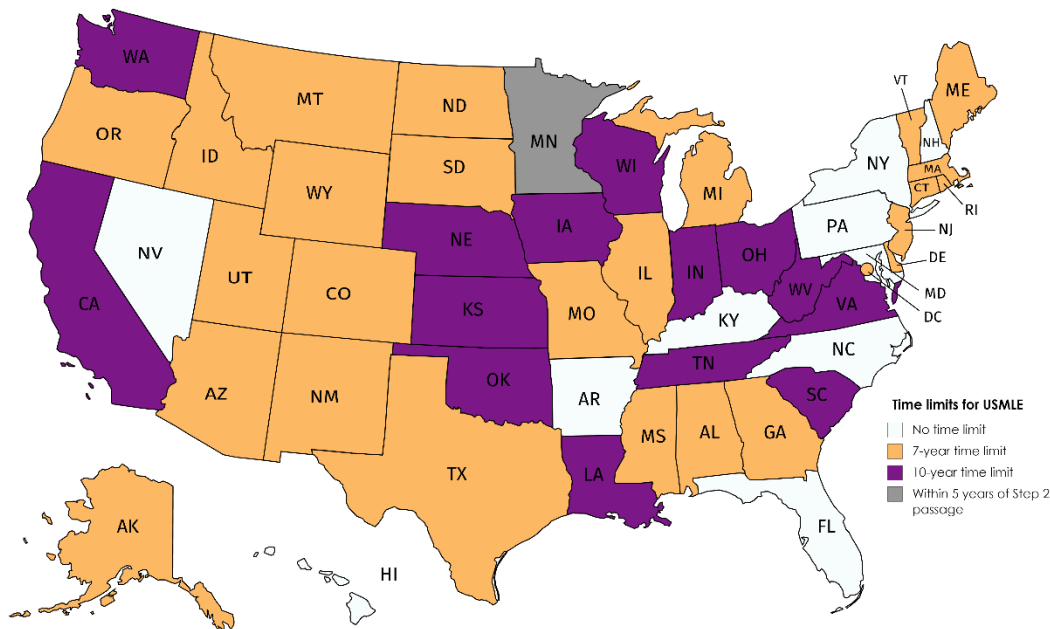 WA
MT
ND
MN
VT
ME
OR
ID
SD
WI
NY
NH
MA
CT
RI
WY
MI
NJ
PA
DE
NV
NE
IA
IL
IN
OH
MD
UT
CO
CA
KS
MO
WV
VA
DC
KY
NC
AZ
NM
OK
AR
TN
SC
MS
AL
GA
TX
LA
FL
AK
HI
Time limits for USMLE
No time limit
7-year time limit
10-year time limit
Within 5 years of Step 2
passage